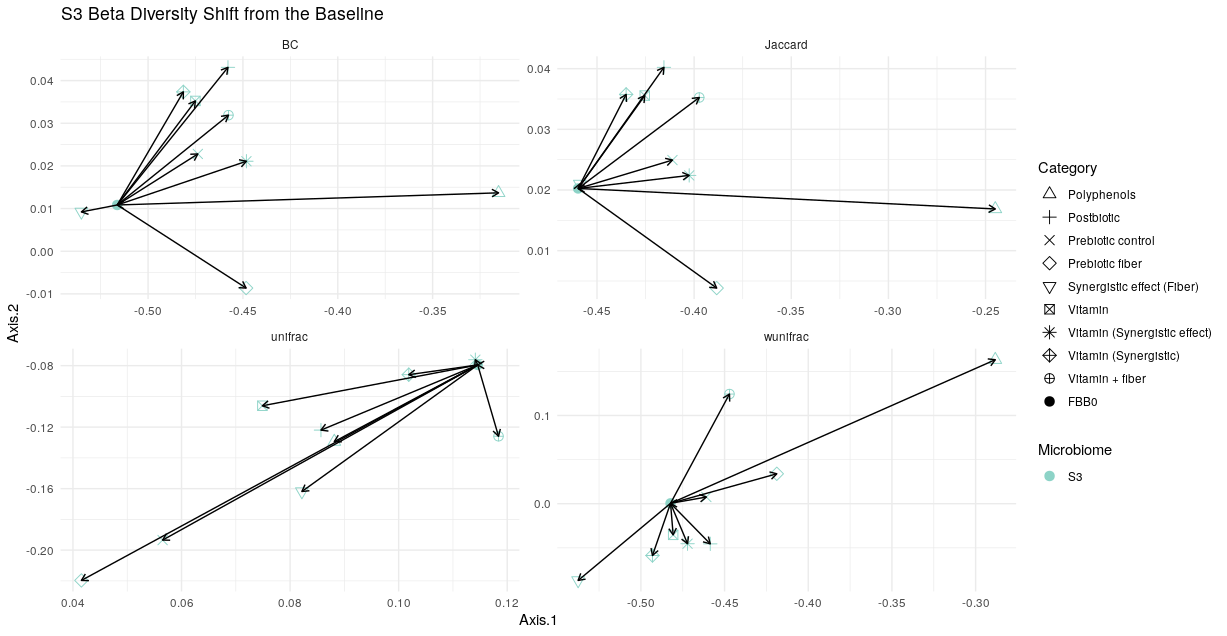 S3 Beta Diversity Shift from the Baseline
BC
Jaccard
0.04
0.03
0.02
0.01
0.00
-0.01
-0.50
-0.45
-0.40
-0.35
0.04
0.03
0.02
0.01
-0.45
-0.40
-0.35
-0.30
-0.25
unifrac
wunifrac
-0.08
-0.12
-0.16
-0.20
0.04
0.06
0.08
0.10
0.12
0.1
0.0
-0.50
-0.45
-0.40
-0.35
-0.30
Axis.2
Axis.1
Category
Polyphenols
Postbiotic
Prebiotic control
Prebiotic fiber
Synergistic effect (Fiber)
Vitamin
Vitamin (Synergistic effect)
Vitamin (Synergistic)
Vitamin + fiber
FBB0
Microbiome
S3